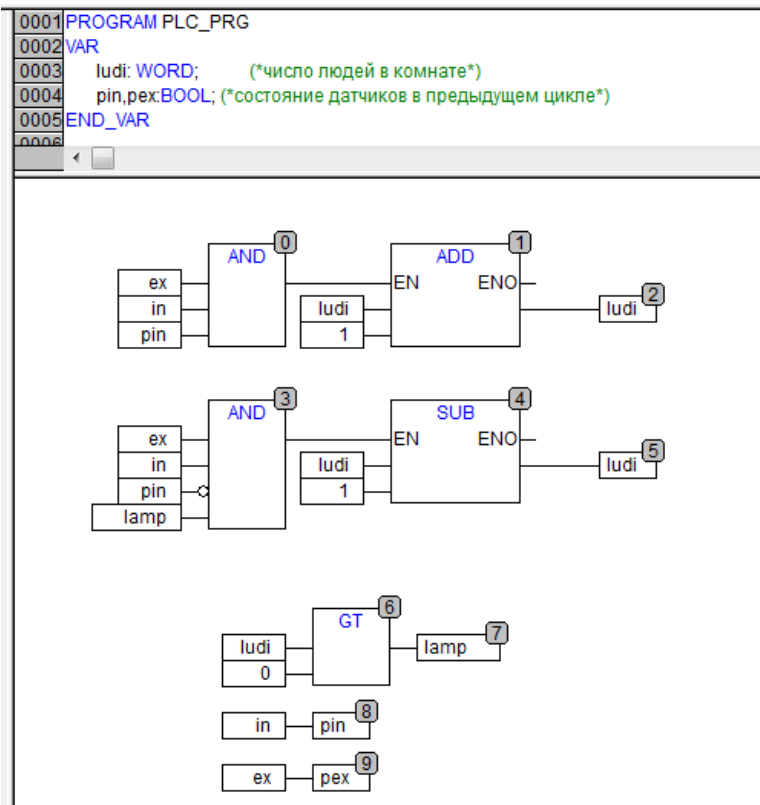 0001 PROGRAM PLC_PRG
0002 VAR
0003 ludi: WORD; (*число людей в комнате*)
0004 pin,pex:BOOL; (*состояние датчиков в предыдущем цикле*)
0005 END_VAR
0006
AND 0
ex
in
pin
ADD 1
EN ENO
ludi
1
ludi 2
AND 3
ex
in
pin
lamp
SUB 4
EN ENO
ludi
1
ludi 5
GT 6
ludi
0
lamp 7
in pin 8
ex pex 9